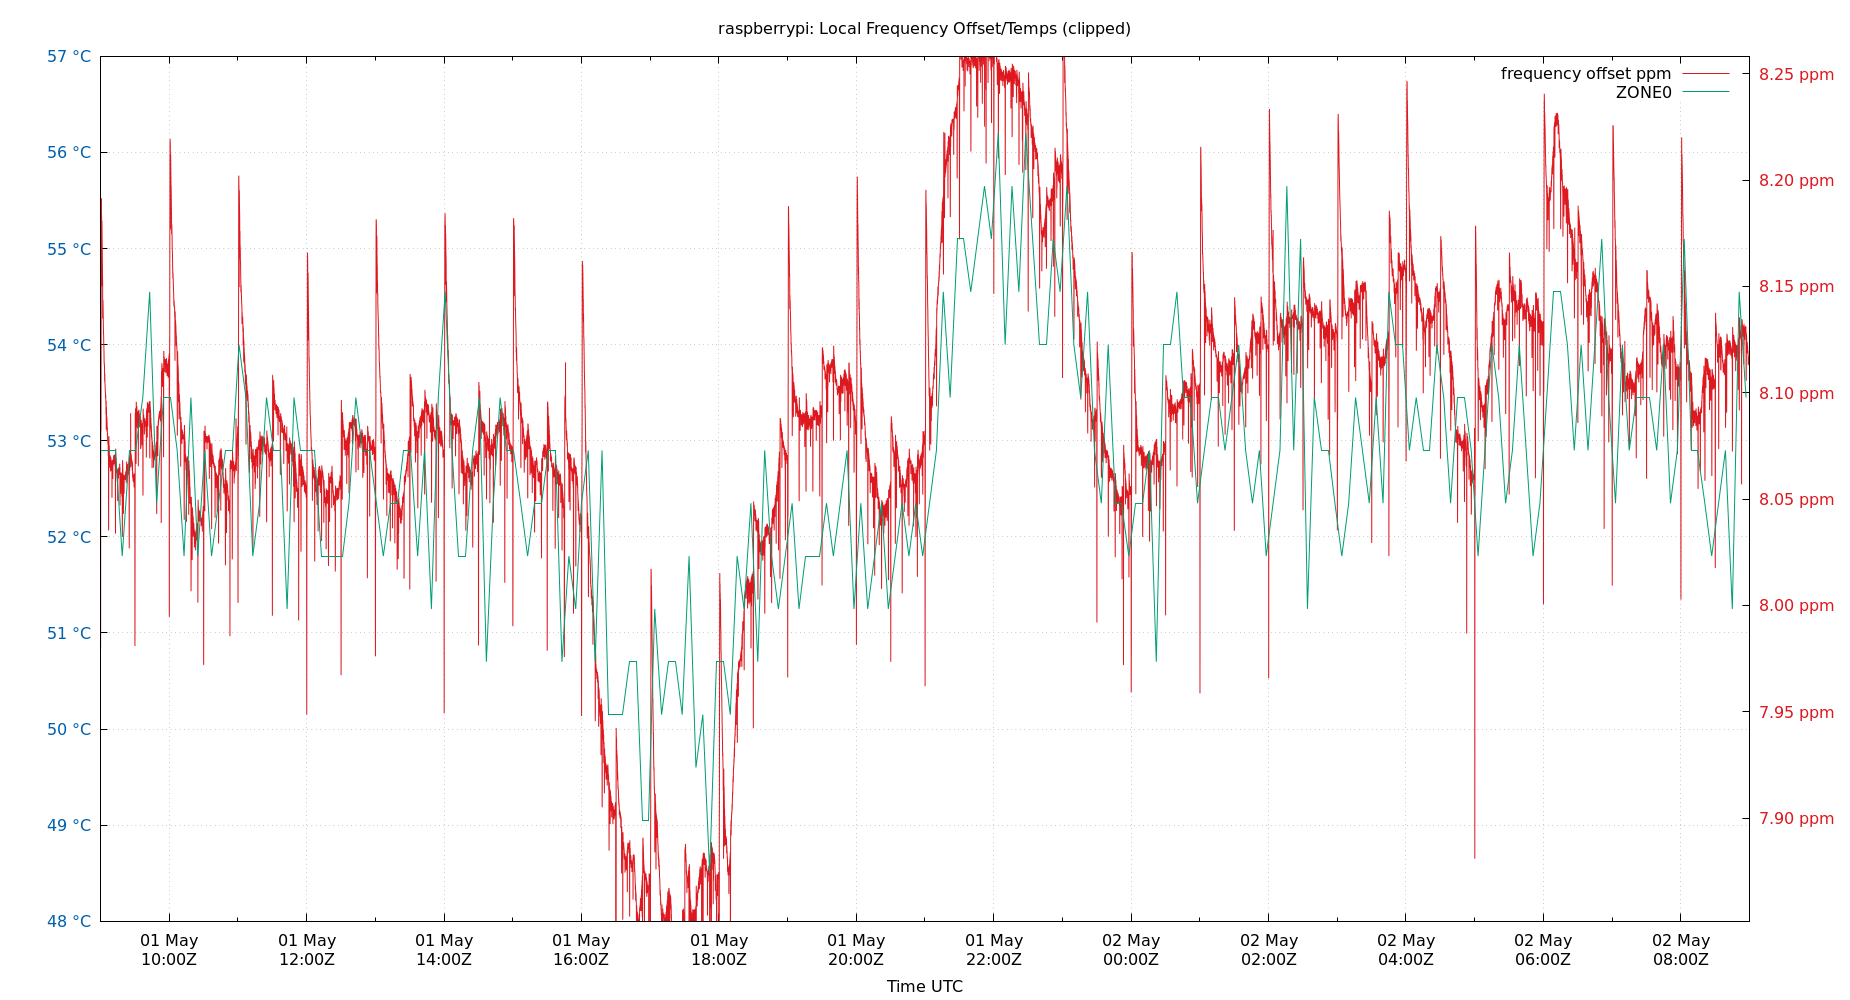 raspberrypi: Local Frequency Offset/Temps (clipped)
frequency offset ppm
ZONE0
57 °C
56 °C
55 °C
54 °C
53 °C
52 °C
51 °C
50 °C
49 °C
48 °C
8.25 ppm
8.20 ppm
8.15 ppm
8.10 ppm
8.05 ppm
8.00 ppm
7.95 ppm
7.90 ppm
01 May
10:00Z
01 May
12:00Z
01 May
14:00Z
01 May
16:00Z
01 May
18:00Z
01 May
20:00Z
01 May
22:00Z
02 May
00:00Z
02 May
02:00Z
02 May
04:00Z
02 May
06:00Z
02 May
08:00Z
Time UTC